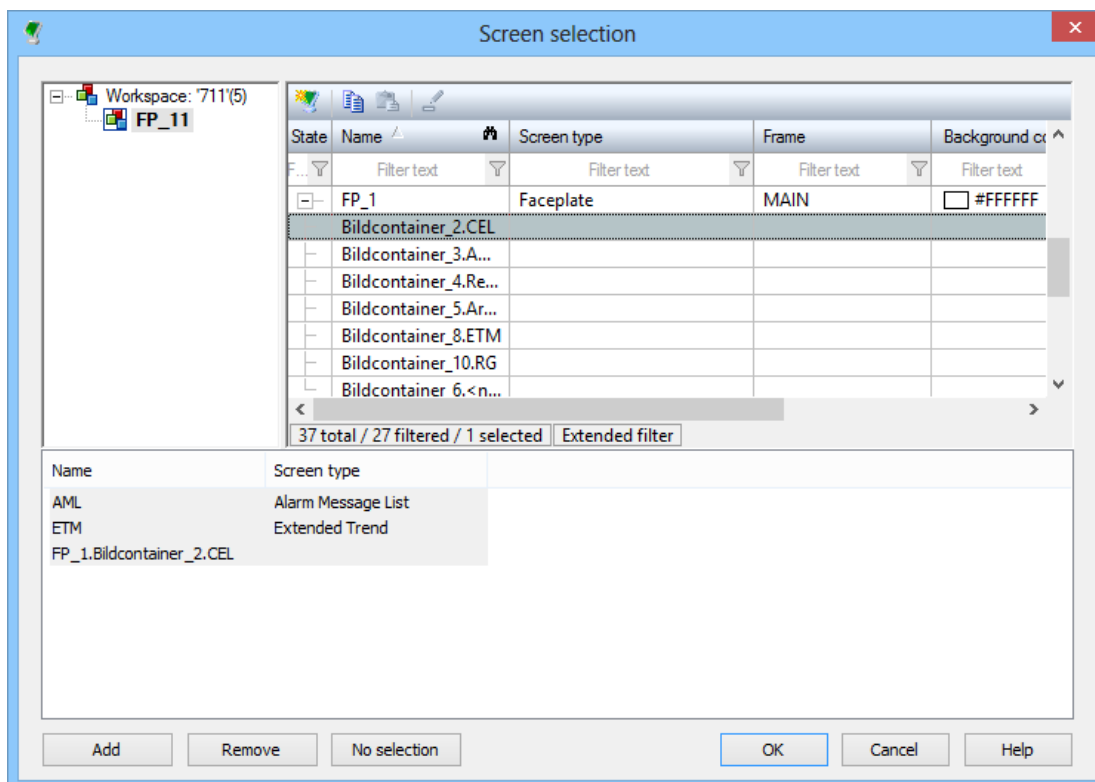 Screen selection
Workspace: '711'(5)
FP_11
State Name Screen type Frame Background co
F... Filter text Filter text Filter text Filter text
FP_1 Faceplate MAIN #FFFFFF
Bildcontainer_2.CEL
Bildcontainer_3.A...
Bildcontainer_4.Re...
Bildcontainer_5.Ar...
Bildcontainer_8.ETM
Bildcontainer_10.RG
Bildcontainer_6.<n...
37 total / 27 filtered / 1 selected Extended filter
Name Screen type
AML Alarm Message List
ETM Extended Trend
FP_1.Bildcontainer_2.CEL
Add Remove No selection OK Cancel Help